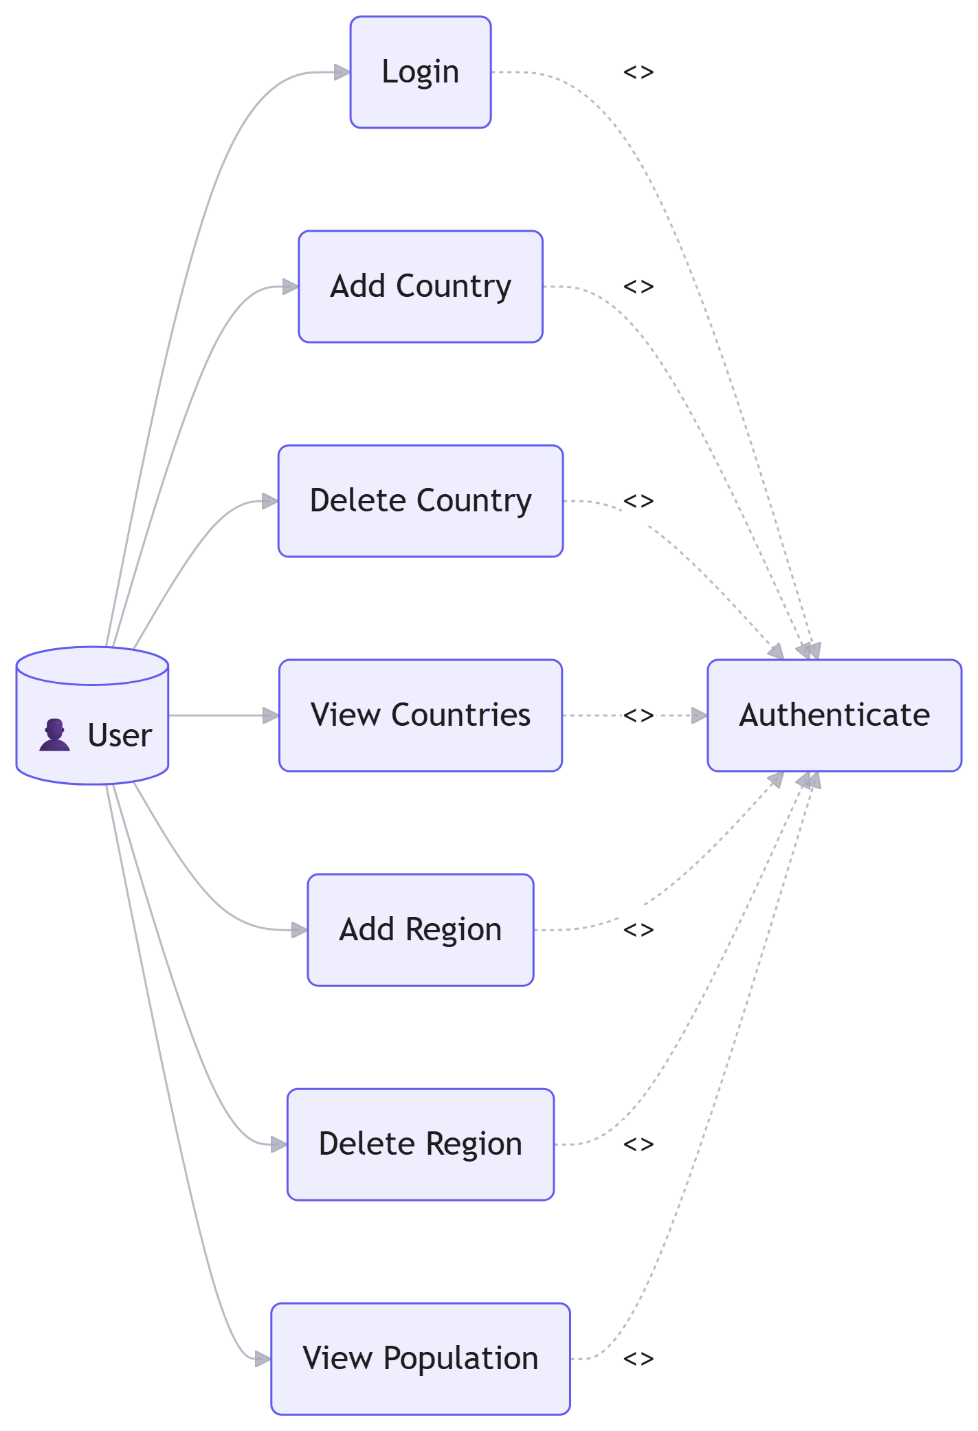 Login
<>
Add Country
<>
Delete Country
<>
User
View Countries
<>
Authenticate
Add Region
<>
Delete Region
<>
View Population
<>